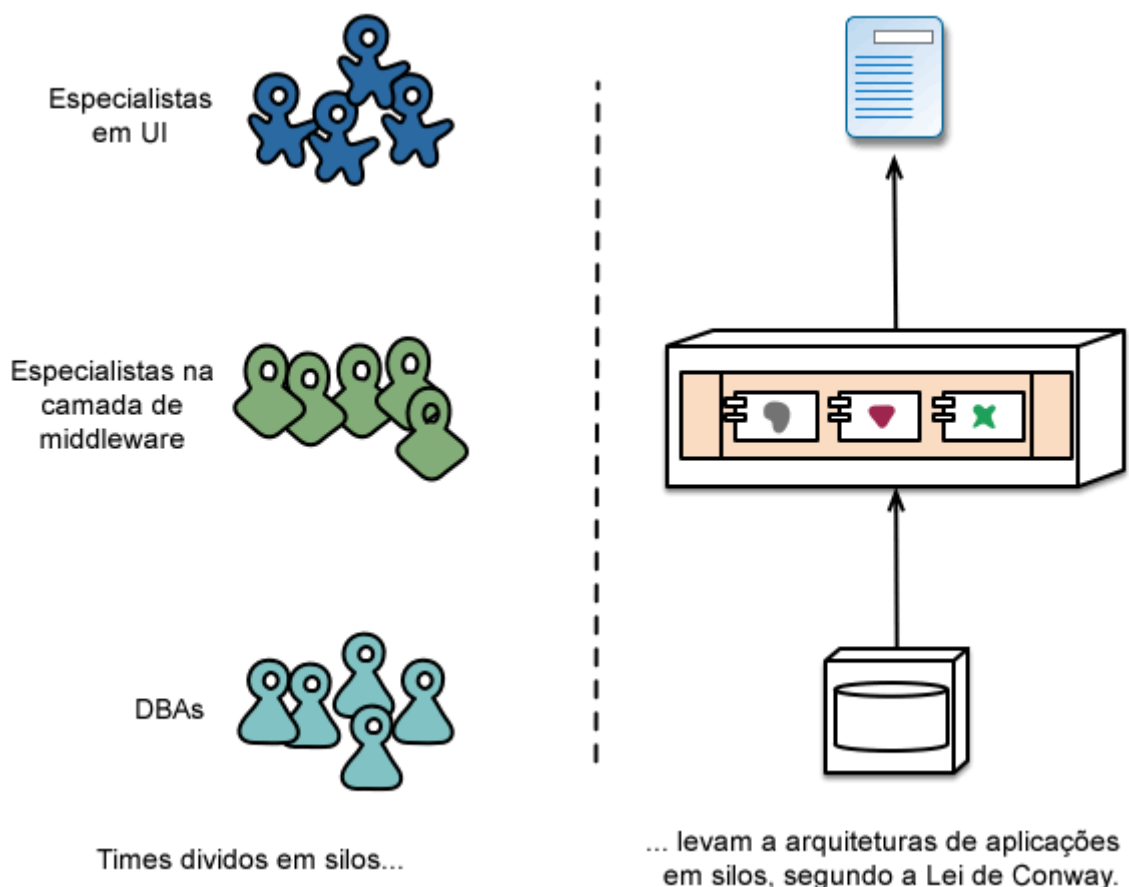 Especialistas
em UI
Especialistas na
camada de
middleware
DBAs
Times dividos em silos...
... levam a arquiteturas de aplicações
em silos, segundo a Lei de Conway.